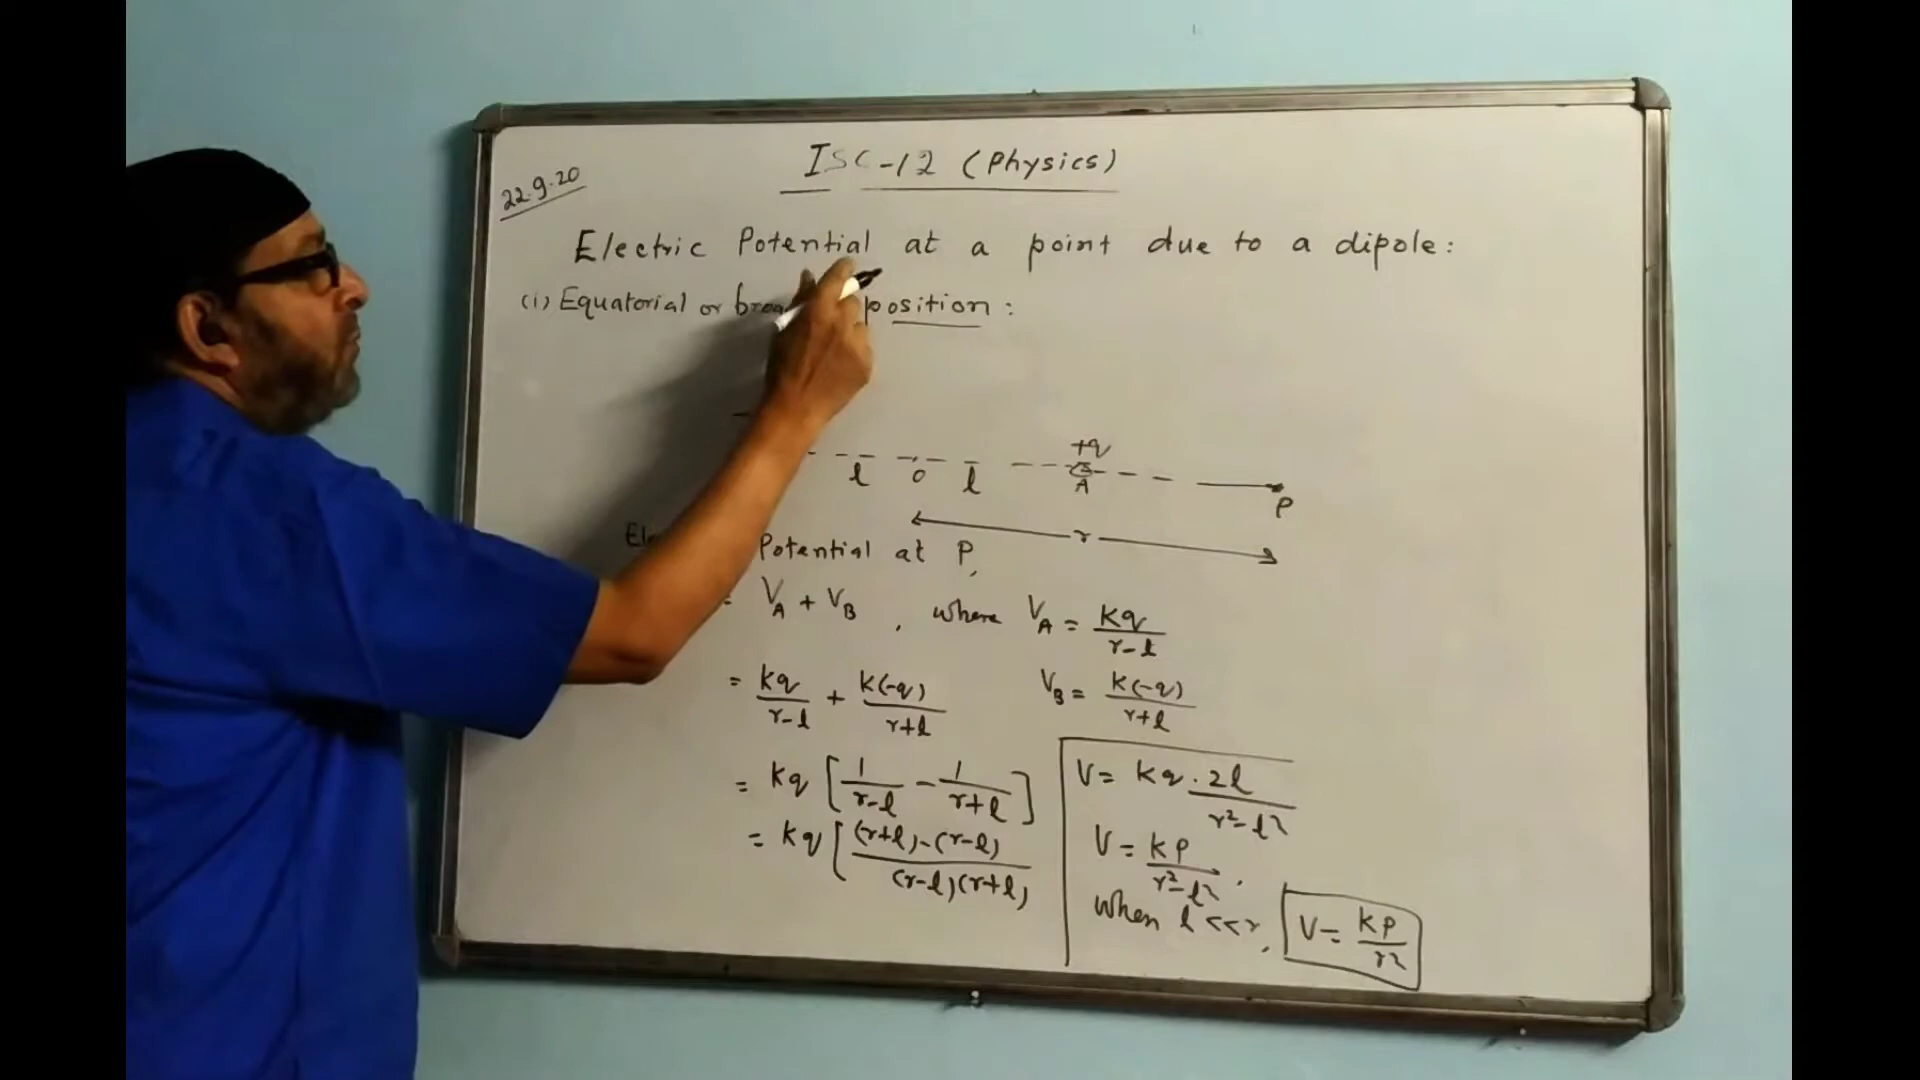 22.9.20
ISC-12 (Physics)
Electric Potential at a point due to a dipole:
(i) Equatorial or position:
+q
l O l A P
r
Potential at P,
V_A + V_B , where V_A = kq/(r-l)
= kq/(r-l) + k(-q)/(r+l) V_B = k(-q)/(r+l)
= kq [1/(r-l) - 1/(r+l)]
= kq [((r+l)-(r-l))/((r-l)(r+l))
V = kq.2l/(r²-l²)
V = kp/(r²-l²) .
when l << r, V = kp/r²